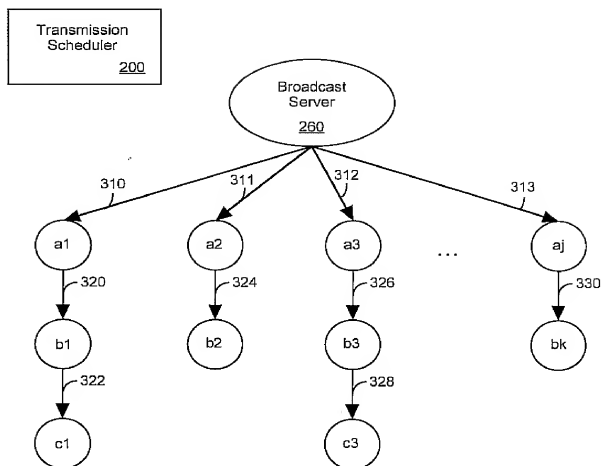 Transmission
Scheduler
200
Broadcast
Server
260
310
311
312
313
a1
a2
a3
...
aj
320
324
326
330
b1
b2
b3
bk
322
328
c1
c3